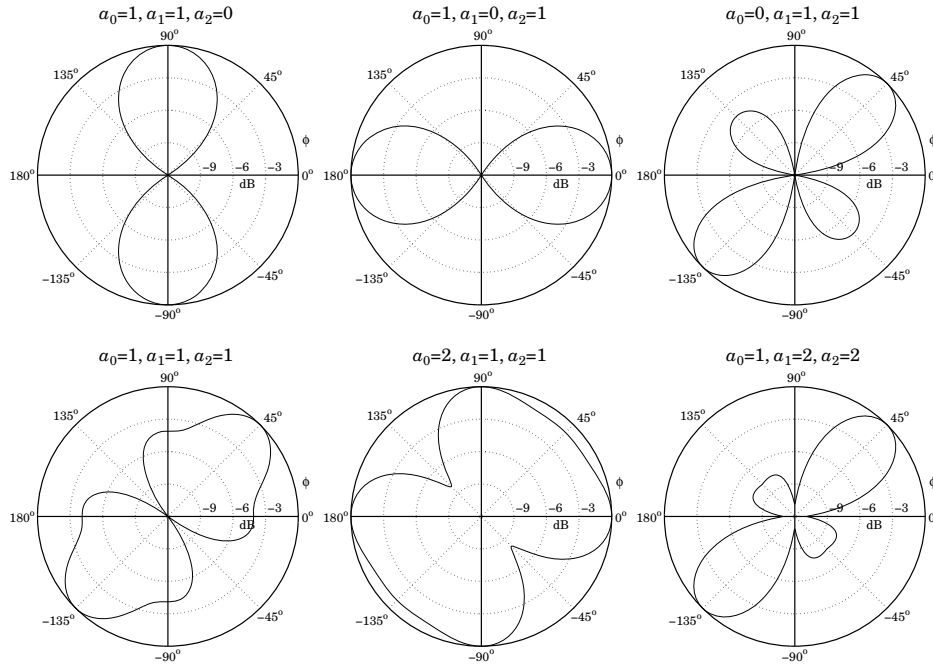 a₀=1, a₁=1, a₂=0
90°
135° 45°
ϕ
180° 0°
−9 −6 −3
dB
−135° −45°
−90°
a₀=1, a₁=0, a₂=1
90°
135° 45°
ϕ
180° 0°
−9 −6 −3
dB
−135° −45°
−90°
a₀=0, a₁=1, a₂=1
90°
135° 45°
ϕ
180° 0°
−9 −6 −3
dB
−135° −45°
−90°
a₀=1, a₁=1, a₂=1
90°
135° 45°
ϕ
180° 0°
−9 −6 −3
dB
−135° −45°
−90°
a₀=2, a₁=1, a₂=1
90°
135° 45°
ϕ
180° 0°
−9 −6 −3
dB
−135° −45°
−90°
a₀=1, a₁=2, a₂=2
90°
135° 45°
ϕ
180° 0°
−9 −6 −3
dB
−135° −45°
−90°